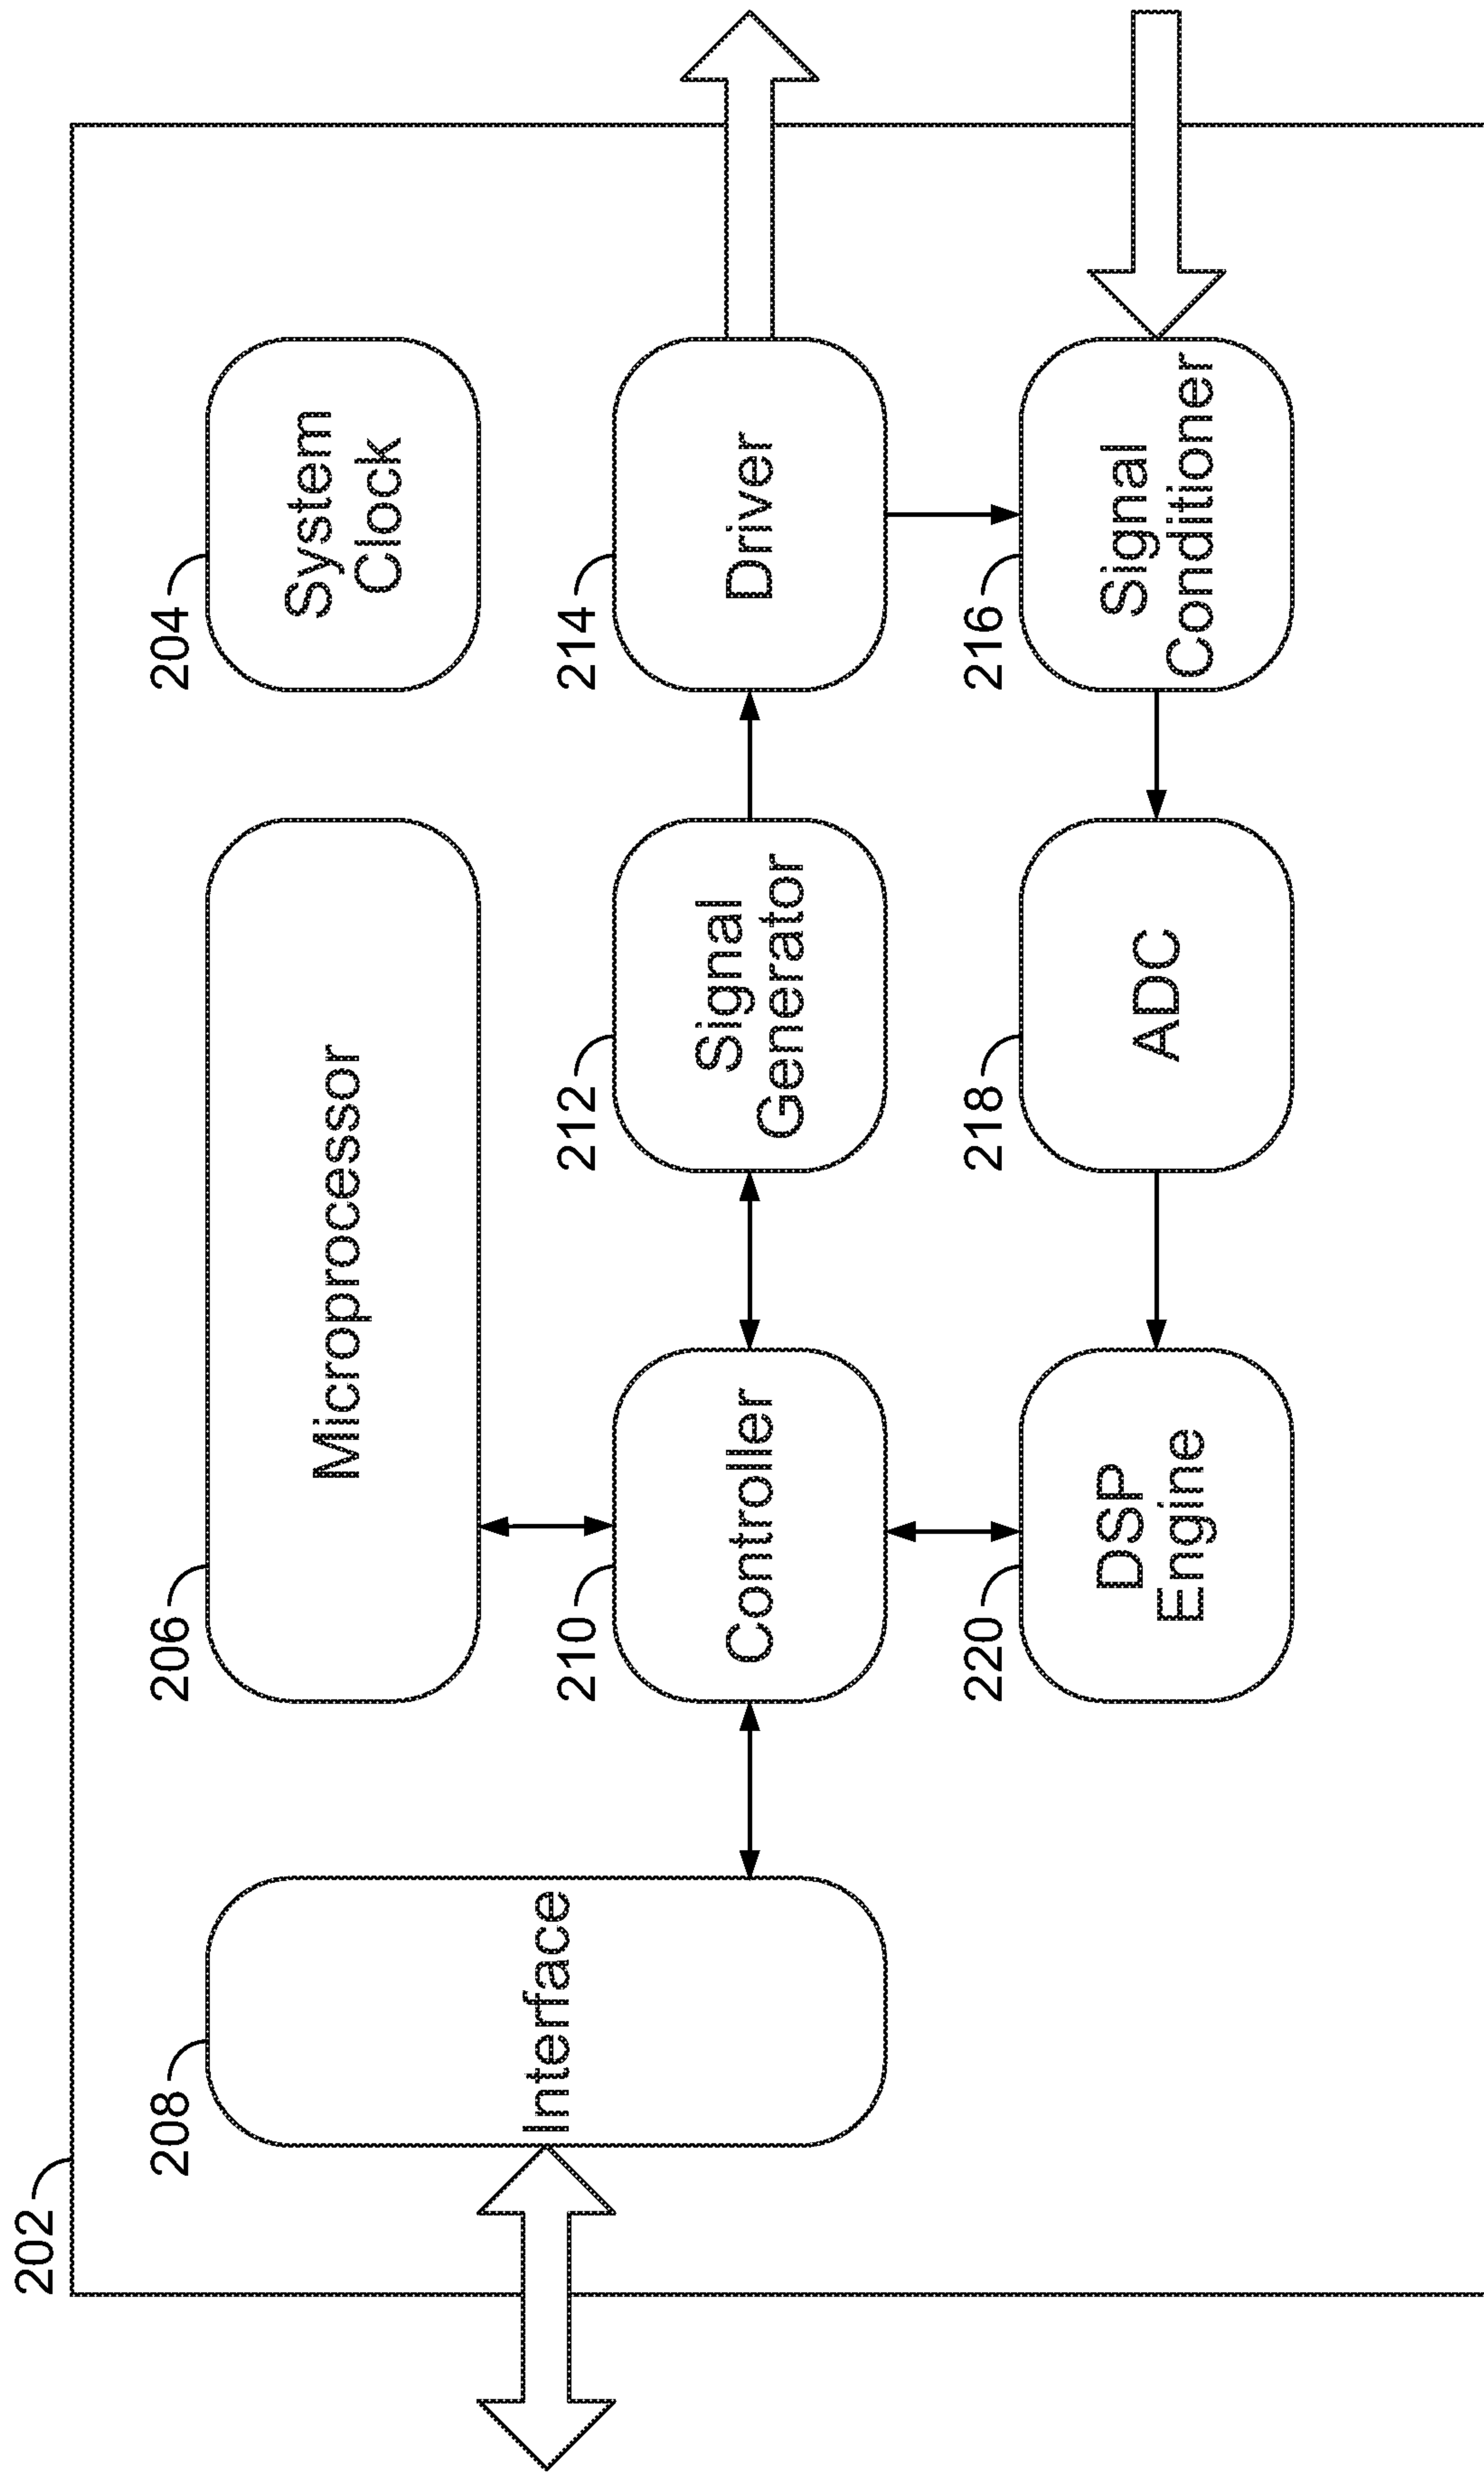 202
208
Interface
206
Microprocessor
204
System
Clock
210
Controller
212
Signal
Generator
214
Driver
220
DSP
Engine
218
ADC
216
Signal
Conditioner